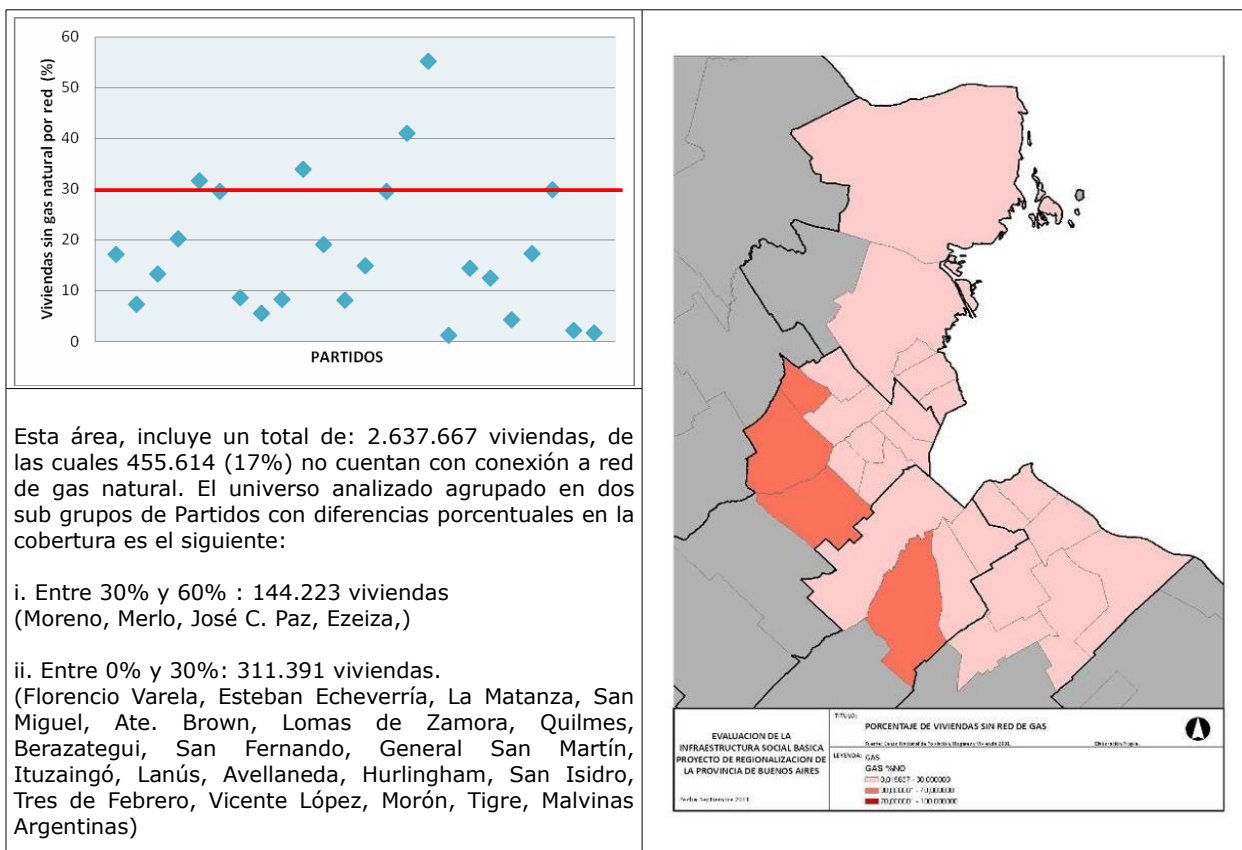 60
50
40
30
20
10
0
Viviendas sin gas natural por red (%)
PARTIDOS
Esta área, incluye un total de: 2.637.667 viviendas, de
las cuales 455.614 (17%) no cuentan con conexión a red
de gas natural. El universo analizado agrupado en dos
sub grupos de Partidos con diferencias porcentuales en la
cobertura es el siguiente:
i. Entre 30% y 60% : 144.223 viviendas
(Moreno, Merlo, José C. Paz, Ezeiza,)
ii. Entre 0% y 30%: 311.391 viviendas.
(Florencio Varela, Esteban Echeverría, La Matanza, San
Miguel, Ate. Brown, Lomas de Zamora, Quilmes,
Berazategui, San Fernando, General San Martín,
Ituzaingó, Lanús, Avellaneda, Hurlingham, San Isidro,
Tres de Febrero, Vicente López, Morón, Tigre, Malvinas
Argentinas)
EVALUACION DE LA
INFRAESTRUCTURA SOCIAL BASICA
PROYECTO DE REGIONALIZACION DE
LA PROVINCIA DE BUENOS AIRES
Fecha: Septiembre 2011
TITULO:
PORCENTAJE DE VIVIENDAS SIN RED DE GAS
LEYENDA: GAS
GAS %NO